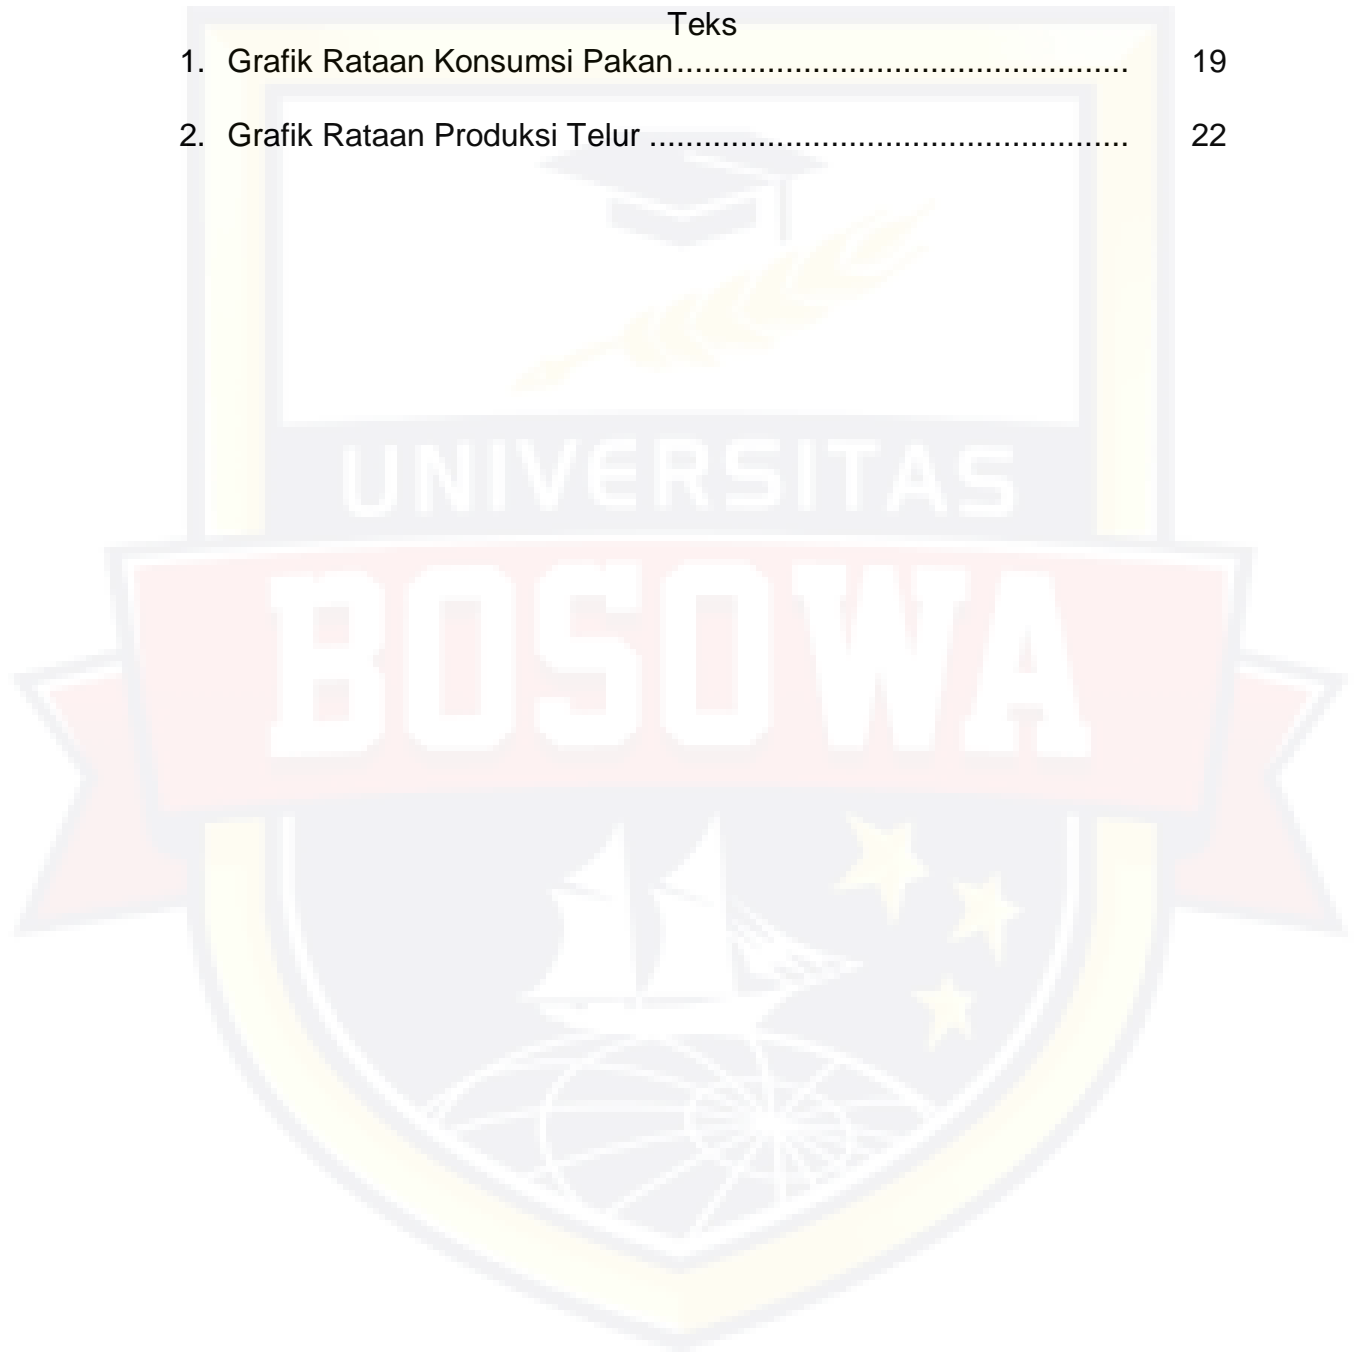 Teks
1. Grafik Rataan Konsumsi Pakan.................................................. 19
2. Grafik Rataan Produksi Telur ..................................................... 22
UNIVERSITAS
BOSOWA